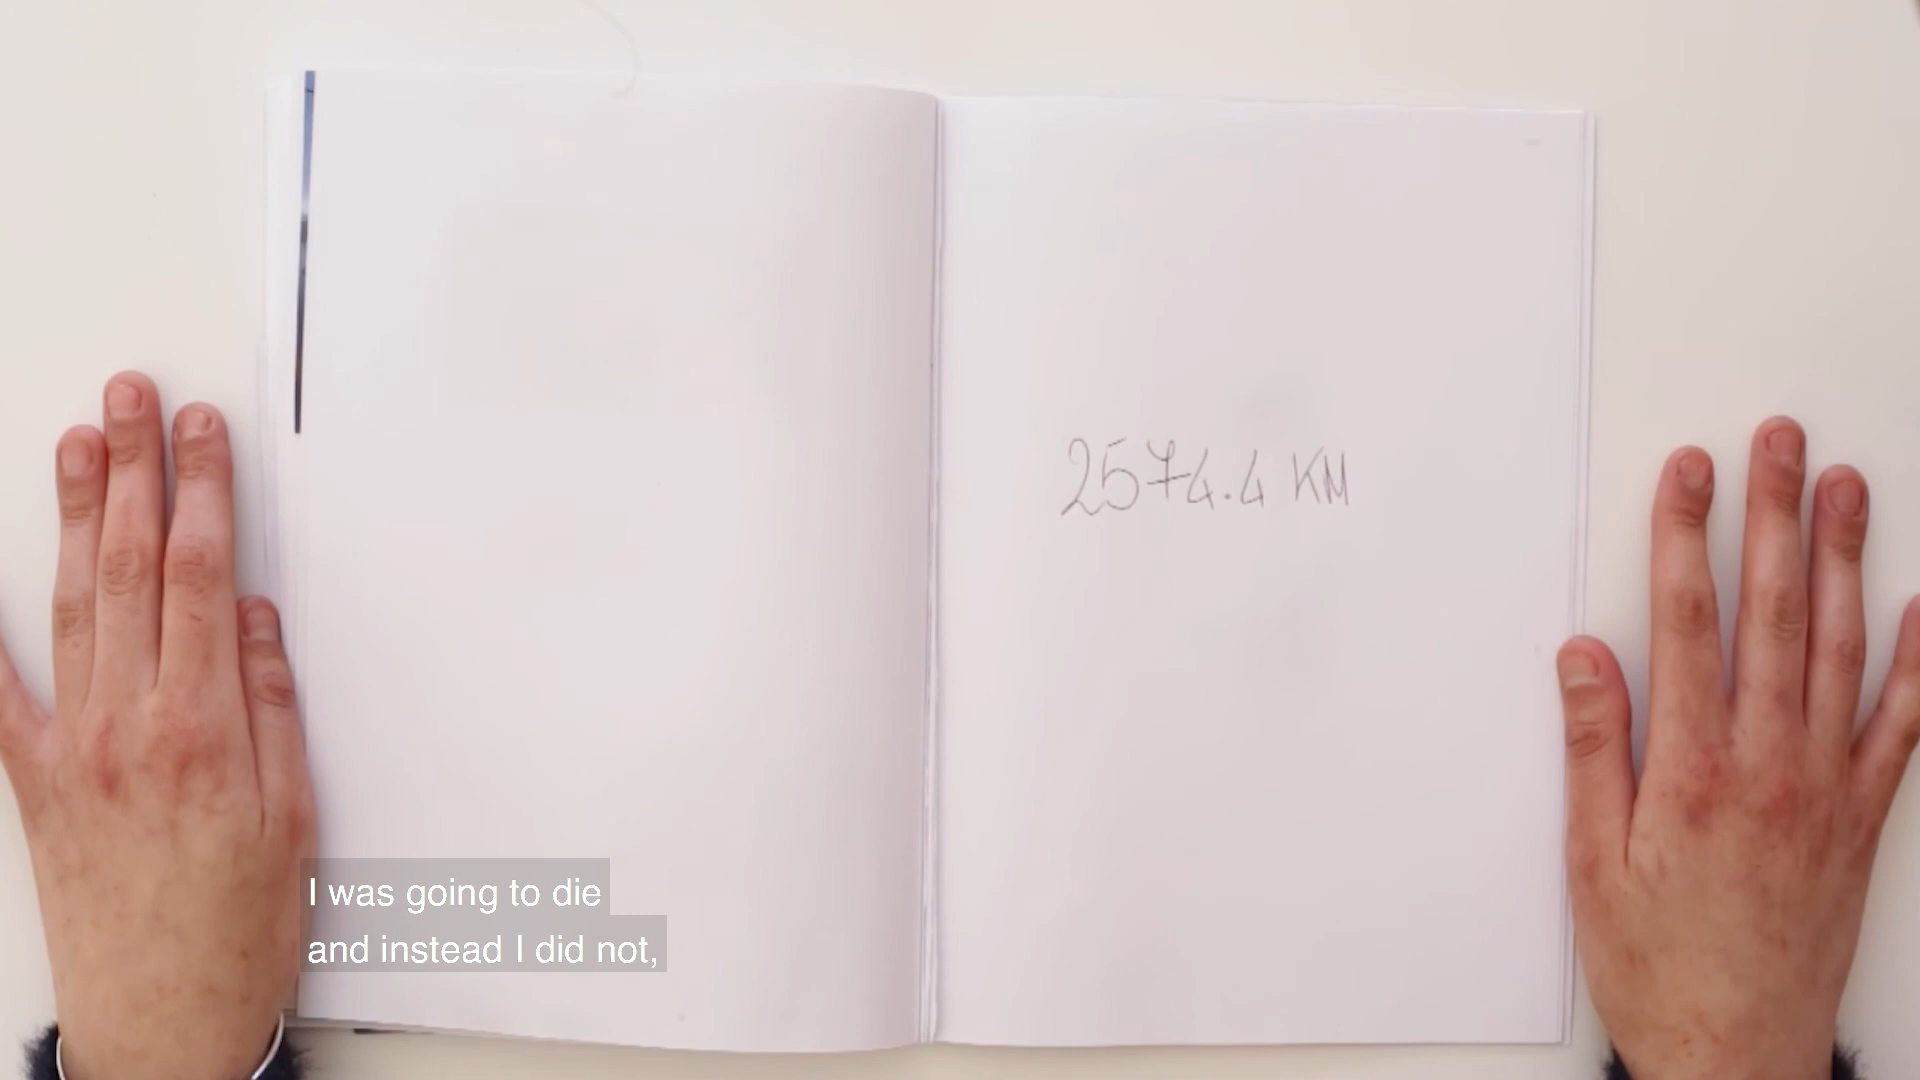 2574.4 KM
I was going to die
and instead I did not,